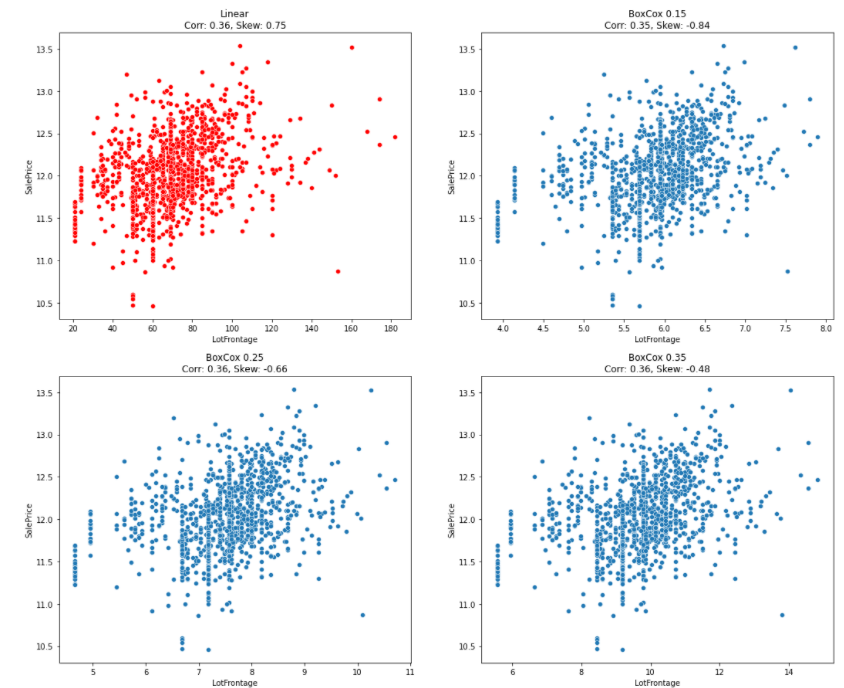 Linear
Corr: 0.36, Skew: 0.75
13.5
13.0
12.5
12.0
11.5
11.0
10.5
SalePrice
20 40 60 80 100 120 140 160 180
LotFrontage
BoxCox 0.15
Corr: 0.35, Skew: -0.84
13.5
13.0
12.5
12.0
11.5
11.0
10.5
SalePrice
4.0 4.5 5.0 5.5 6.0 6.5 7.0 7.5 8.0
LotFrontage
BoxCox 0.25
Corr: 0.36, Skew: -0.66
13.5
13.0
12.5
12.0
11.5
11.0
10.5
SalePrice
5 6 7 8 9 10 11
LotFrontage
BoxCox 0.35
Corr: 0.36, Skew: -0.48
13.5
13.0
12.5
12.0
11.5
11.0
10.5
SalePrice
6 8 10 12 14
LotFrontage